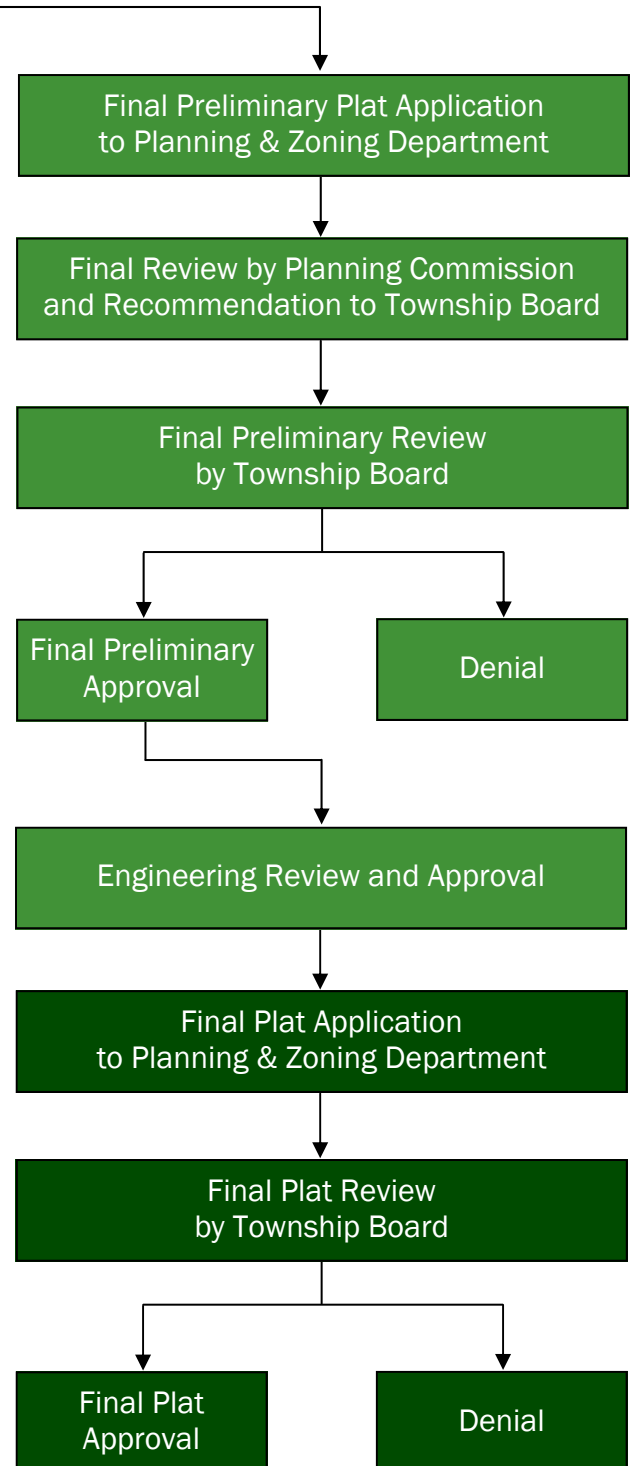 Final Preliminary Plat Application
to Planning & Zoning Department
Final Review by Planning Commission
and Recommendation to Township Board
Final Preliminary Review
by Township Board
Final Preliminary
Approval
Denial
Engineering Review and Approval
Final Plat Application
to Planning & Zoning Department
Final Plat Review
by Township Board
Final Plat
Approval
Denial